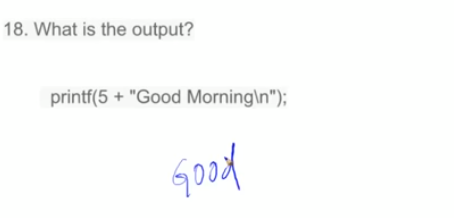 18. What is the output?
printf(5 + "Good Morning\n");
Good